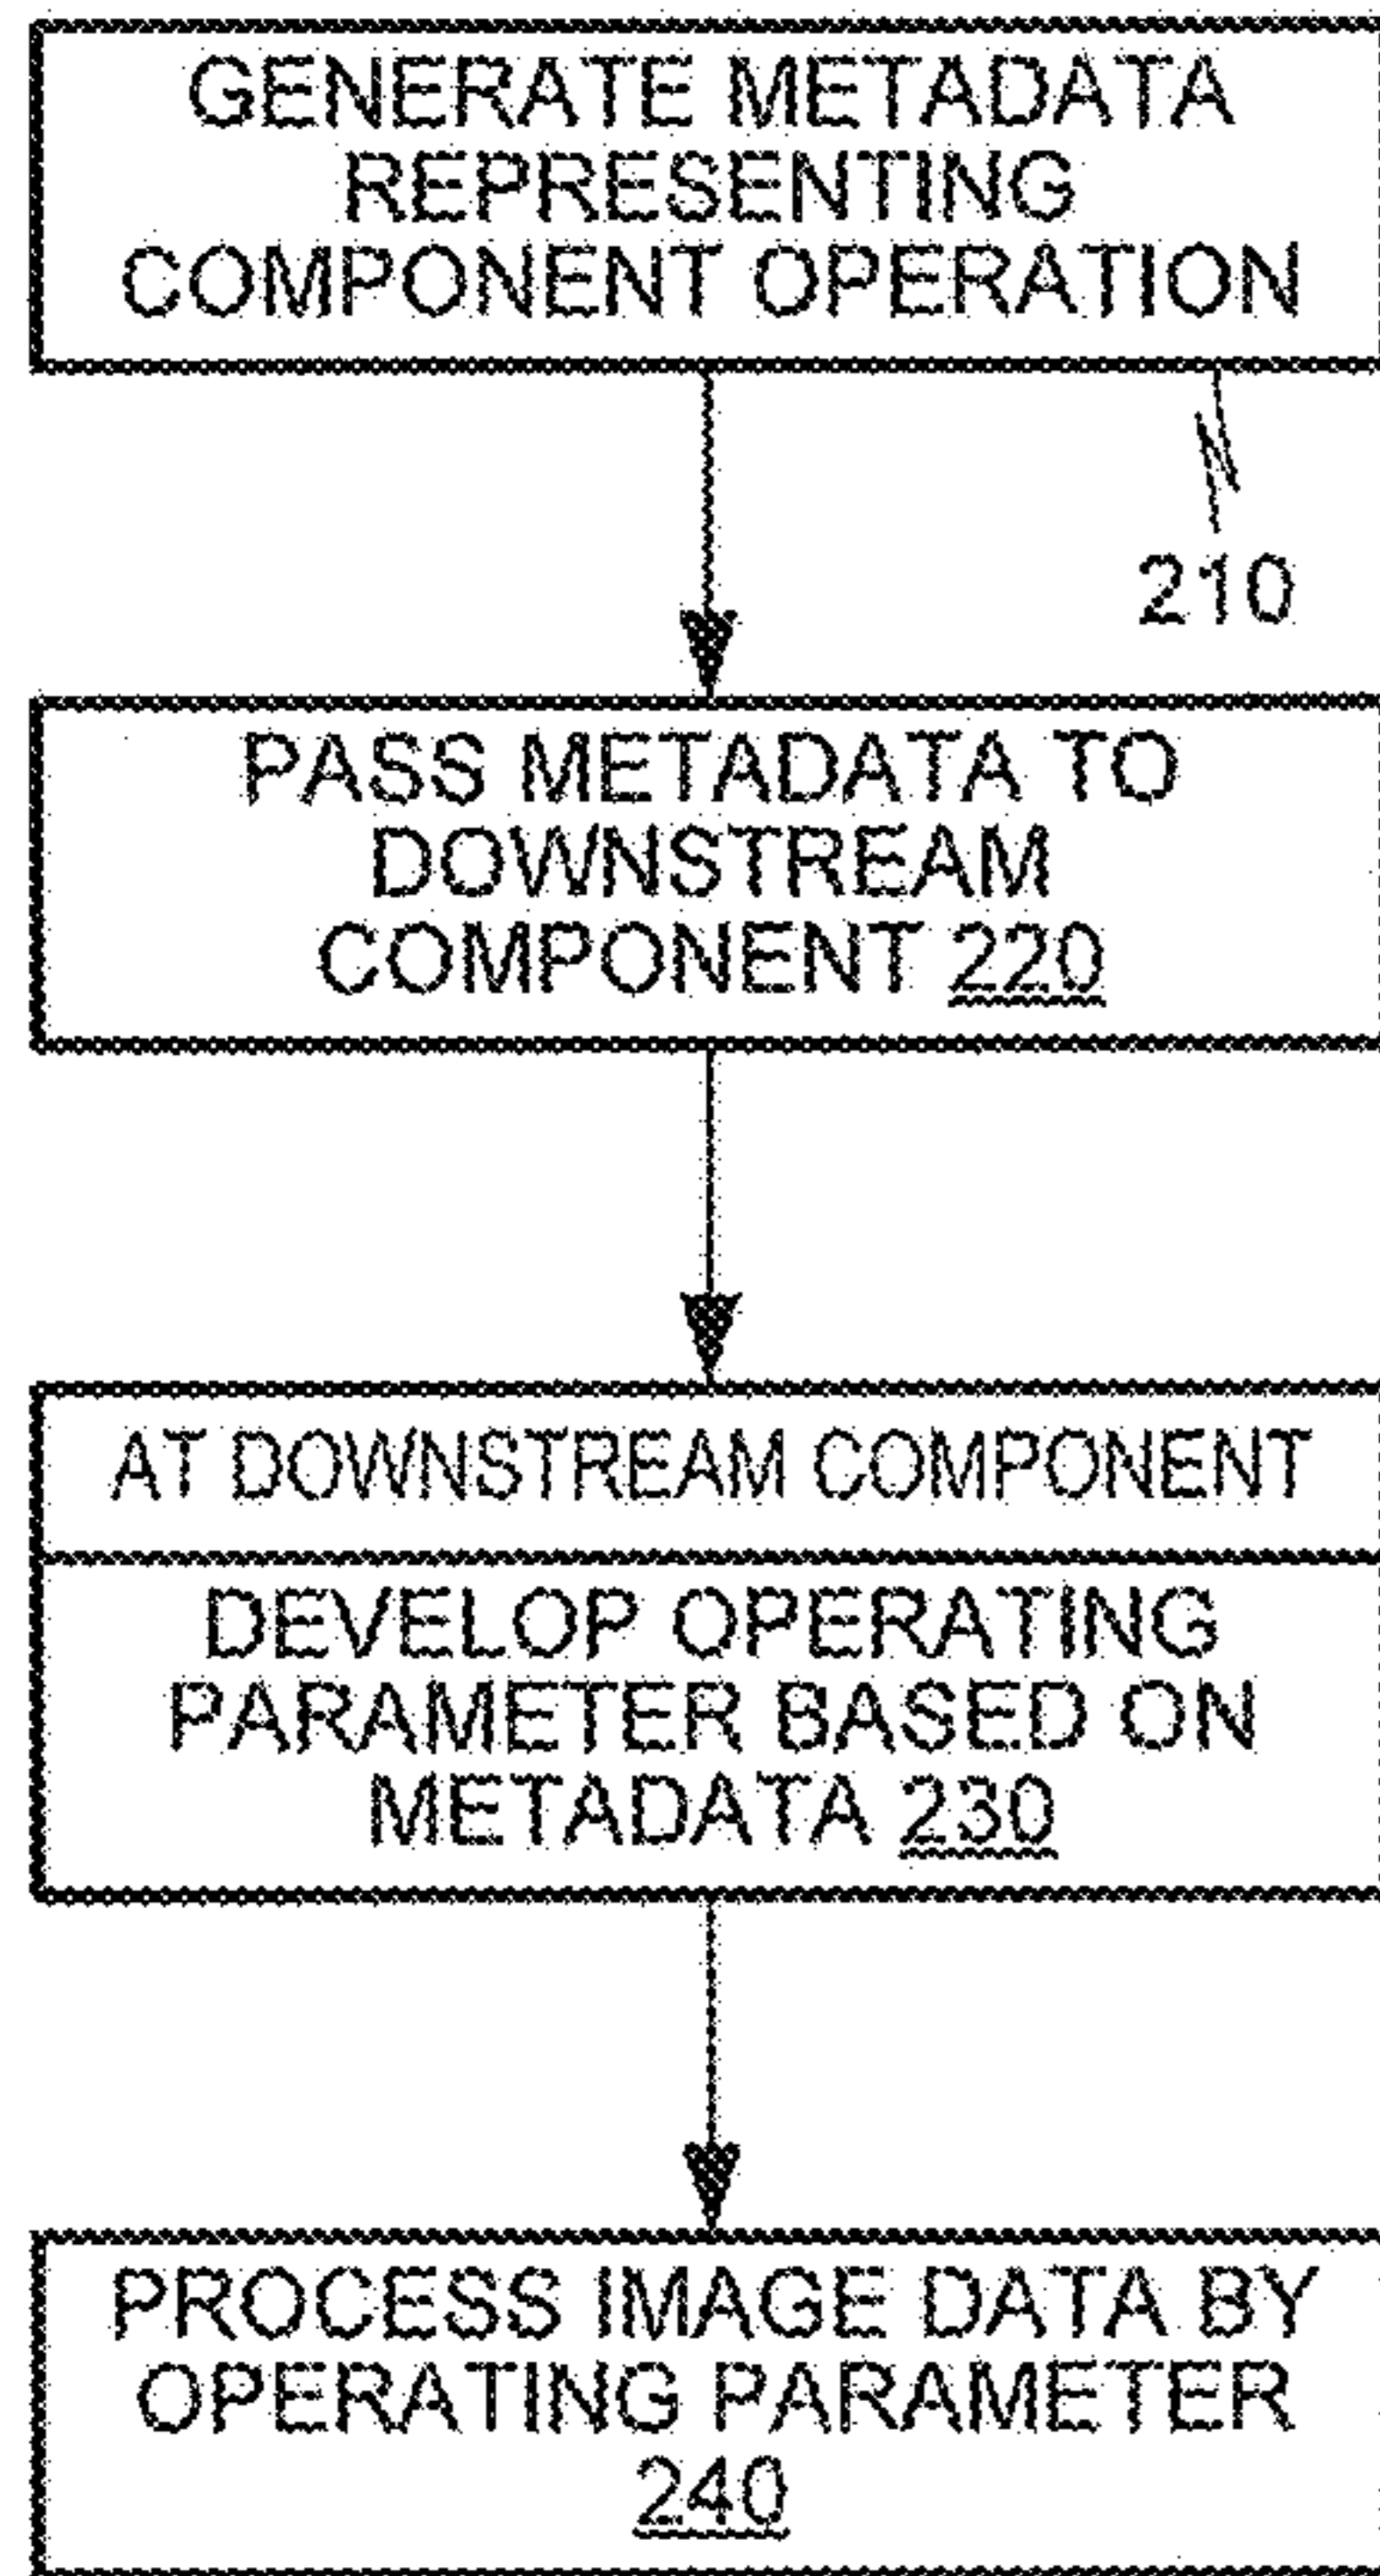 GENERATE METADATA
REPRESENTING
COMPONENT OPERATION
210
PASS METADATA TO
DOWNSTREAM
COMPONENT 220
AT DOWNSTREAM COMPONENT
DEVELOP OPERATING
PARAMETER BASED ON
METADATA 230
PROCESS IMAGE DATA BY
OPERATING PARAMETER
240